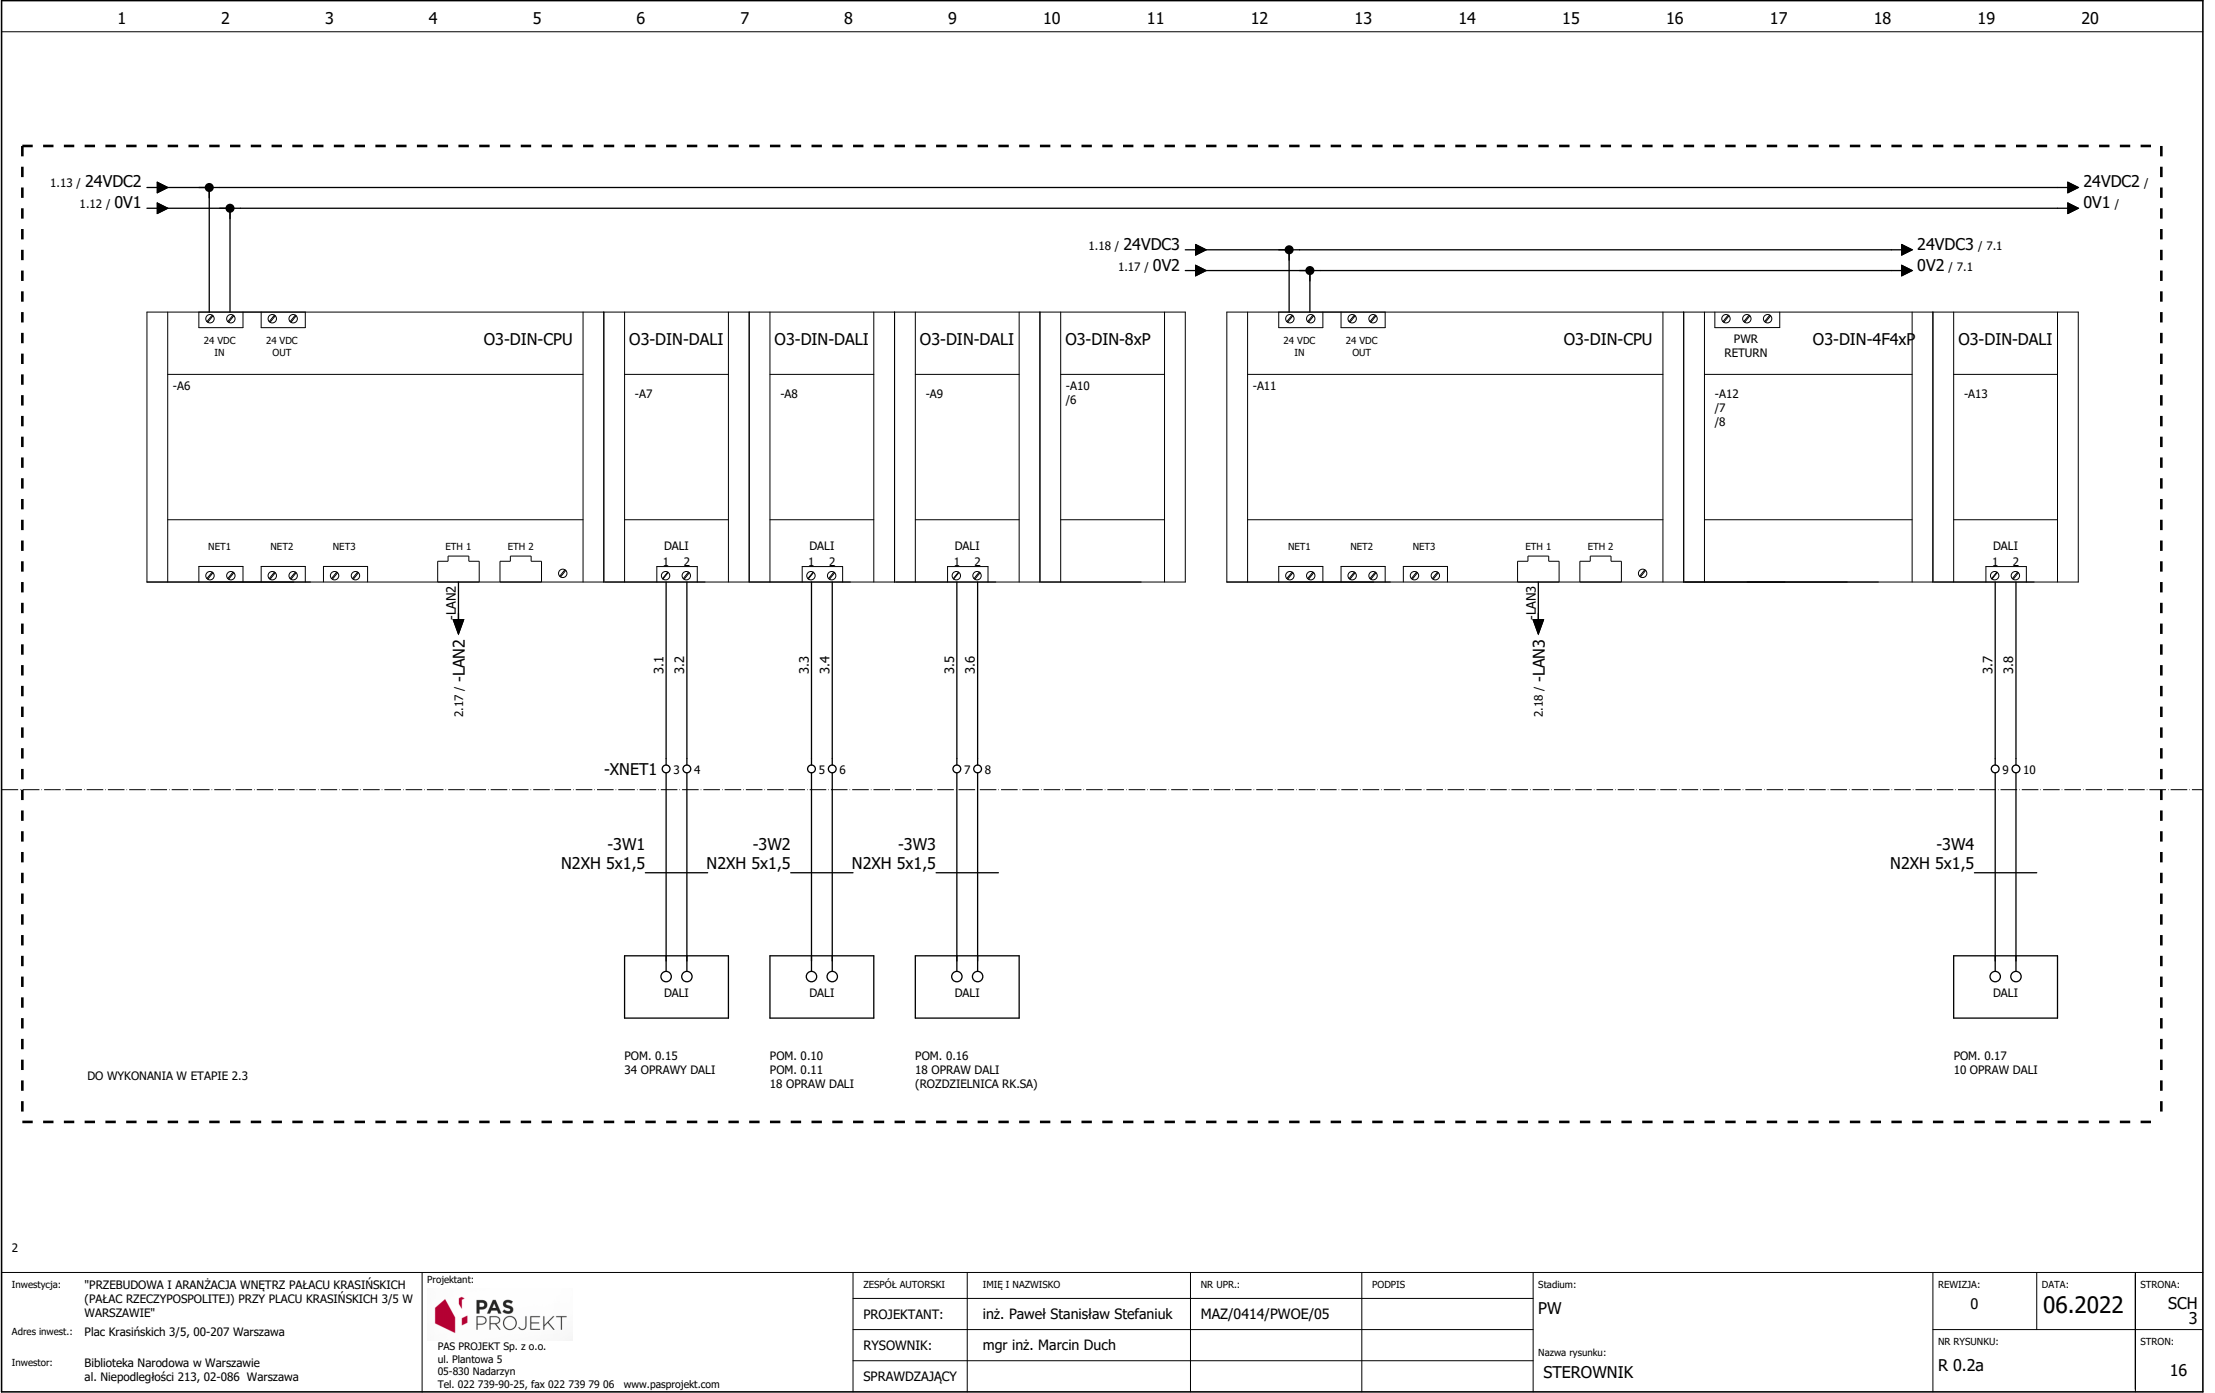 1 2 3 4 5 6 7 8 9 10 11 12 13 14 15 16 17 18 19 20
1.13 / 24VDC2
24VDC2 /
1.12 / 0V1
0V1 /
1.18 / 24VDC3
24VDC3 / 7.1
1.17 / 0V2
0V2 / 7.1
24 VDC
IN
24 VDC
OUT
O3-DIN-CPU
O3-DIN-DALI
O3-DIN-DALI
O3-DIN-DALI
O3-DIN-8xP
24 VDC
IN
24 VDC
OUT
O3-DIN-CPU
PWR
RETURN
O3-DIN-4F4xP
O3-DIN-DALI
-A6
-A7
-A8
-A9
-A10
/6
-A11
-A12
/7
/8
-A13
NET1
NET2
NET3
ETH 1
ETH 2
DALI
1 2
DALI
1 2
DALI
1 2
NET1
NET2
NET3
ETH 1
ETH 2
DALI
1 2
-LAN2
2.17 / -LAN2
3.1
3.2
3.3
3.4
3.5
3.6
-LAN3
2.18 / -LAN3
3.7
3.8
-XNET1 3 4
5 6
7 8
9 10
-3W1
N2XH 5x1,5
-3W2
N2XH 5x1,5
-3W3
N2XH 5x1,5
-3W4
N2XH 5x1,5
DALI
DALI
DALI
DALI
POM. 0.15
34 OPRAWY DALI
POM. 0.10
POM. 0.11
18 OPRAW DALI
POM. 0.16
18 OPRAW DALI
(ROZDZIELNICA RK.SA)
POM. 0.17
10 OPRAW DALI
DO WYKONANIA W ETAPIE 2.3
2
Inwestycja:
"PRZEBUDOWA I ARANŻACJA WNĘTRZ PAŁACU KRASIŃSKICH
(PAŁAC RZECZYPOSPOLITEJ) PRZY PLACU KRASIŃSKICH 3/5 W
WARSZAWIE"
Adres inwest.: Plac Krasińskich 3/5, 00-207 Warszawa
Inwestor: Biblioteka Narodowa w Warszawie
al. Niepodległości 213, 02-086 Warszawa
Projektant:
PAS
PROJEKT
PAS PROJEKT Sp. z o.o.
ul. Plantowa 5
05-830 Nadarzyn
Tel. 022 739-90-25, fax 022 739 79 06 www.pasprojekt.com
ZESPÓŁ AUTORSKI
IMIĘ I NAZWISKO
NR UPR.:
PODPIS
PROJEKTANT:
inż. Paweł Stanisław Stefaniuk
MAZ/0414/PWOE/05
RYSOWNIK:
mgr inż. Marcin Duch
SPRAWDZAJĄCY
Stadium:
PW
Nazwa rysunku:
STEROWNIK
REWIZJA:
0
DATA:
06.2022
STRONA:
SCH
3
NR RYSUNKU:
R 0.2a
STRON:
16